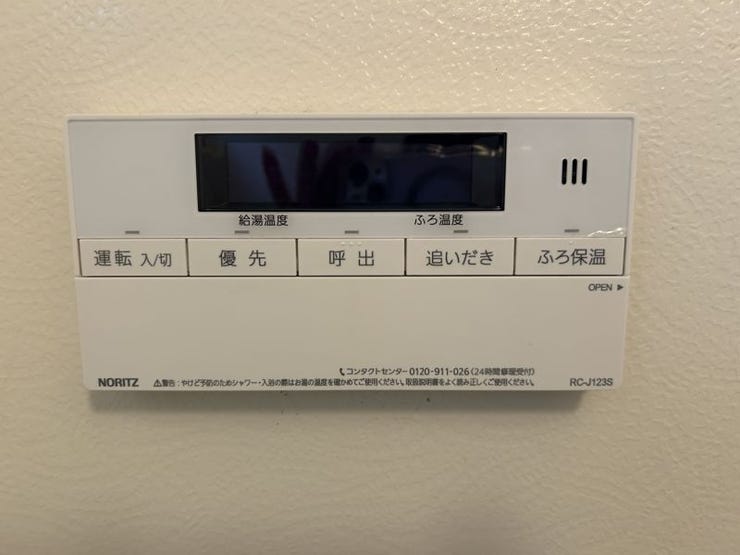 給湯温度 ふろ温度
運転 入/切 優先 呼出 追いだき ふろ保温
OPEN ▶
コンタクトセンター 0120-911-026 (24時間修理受付)
NORITZ ⚠警告:やけど予防のためシャワー・入浴の際はお湯の温度を確かめてご使用ください。取扱説明書をよく読み正しくご使用ください。 RC-J123S